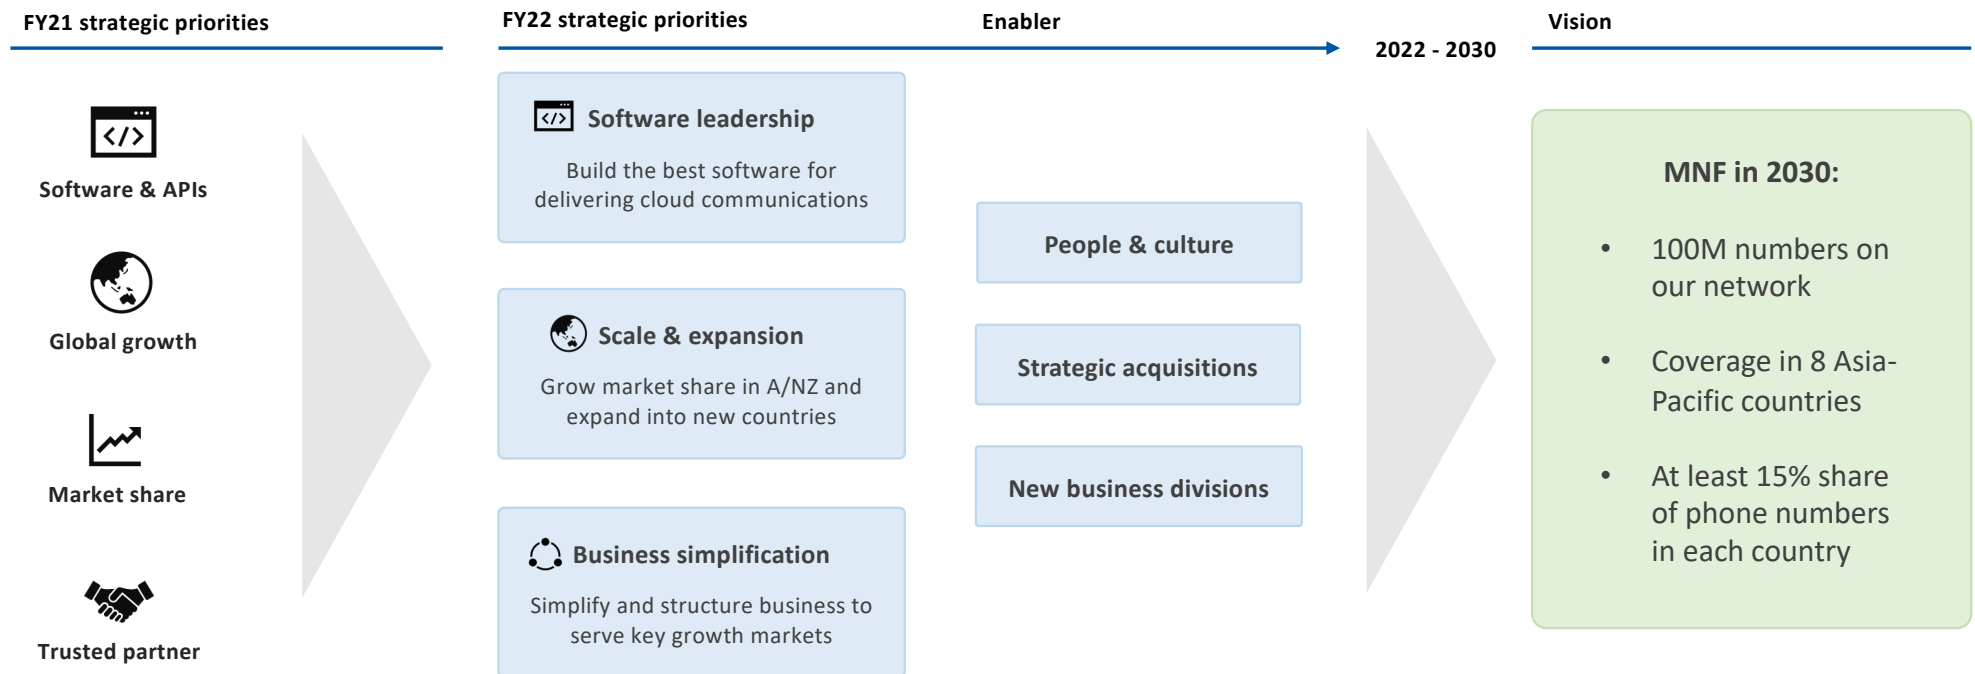 FY21 strategic priorities
FY22 strategic priorities
Enabler
2022 - 2030
Vision
</>
Software & APIs
Global growth
Market share
Trusted partner
</> Software leadership
Build the best software for
delivering cloud communications
Scale & expansion
Grow market share in A/NZ and
expand into new countries
Business simplification
Simplify and structure business to
serve key growth markets
People & culture
Strategic acquisitions
New business divisions
MNF in 2030:
• 100M numbers on
our network
• Coverage in 8 Asia-
Pacific countries
• At least 15% share
of phone numbers
in each country